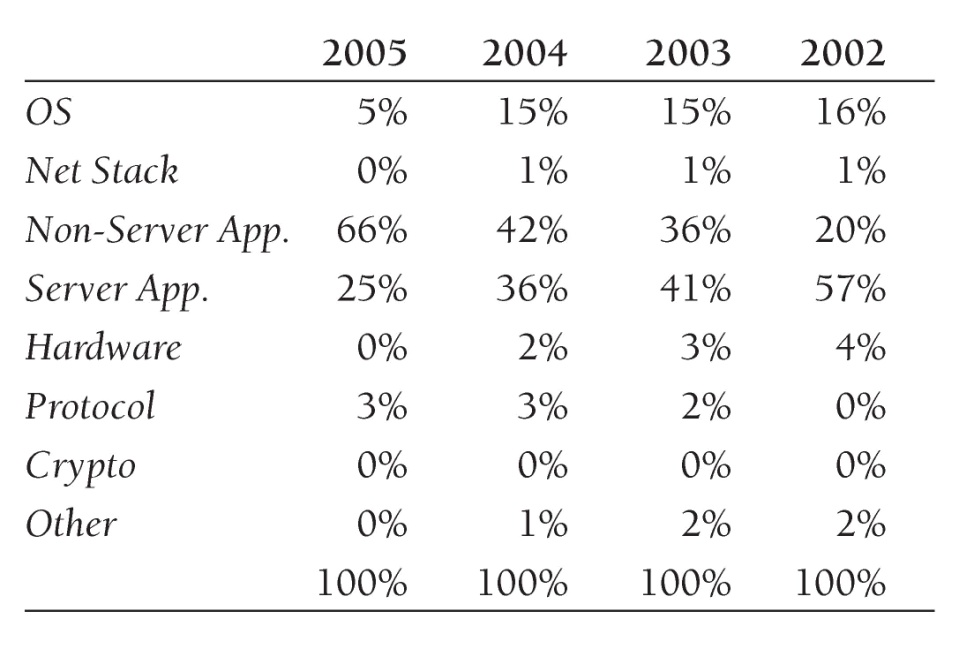 2005 2004 2003 2002
OS 5% 15% 15% 16%
Net Stack 0% 1% 1% 1%
Non-Server App. 66% 42% 36% 20%
Server App. 25% 36% 41% 57%
Hardware 0% 2% 3% 4%
Protocol 3% 3% 2% 0%
Crypto 0% 0% 0% 0%
Other 0% 1% 2% 2%
100% 100% 100% 100%